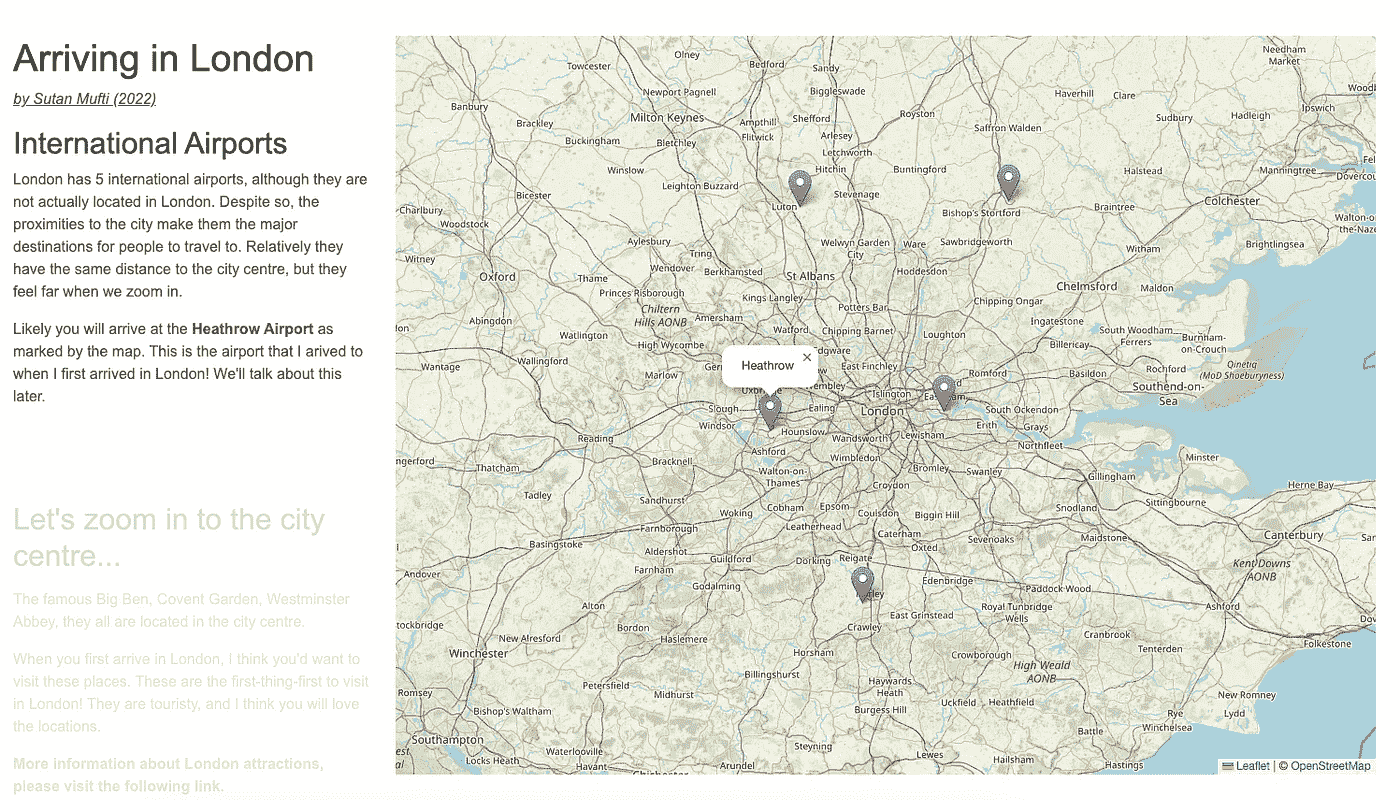 Arriving in London
by Sutan Mufti (2022)
International Airports
London has 5 international airports, although they are
not actually located in London. Despite so, the
proximities to the city make them the major
destinations for people to travel to. Relatively they
have the same distance to the city centre, but they
feel far when we zoom in.
Likely you will arrive at the Heathrow Airport as
marked by the map. This is the airport that I arived to
when I first arrived in London! We'll talk about this
later.
Let's zoom in to the city
centre...
The famous Big Ben, Covent Garden, Westminster
Abbey, they all are located in the city centre.
When you first arrive in London, I think you'd want to
visit these places. These are the first-thing-first to visit
in London! They are touristy, and I think you will love
the locations.
More information about London attractions,
please visit the following link.
Needham
Market
Olney
Bedford
Sandy
Towcester
Newport Pagnell
Biggleswade
Haverhill
Clare
Banbury
Ipswich
Brackley
Milton Keynes
Ampthill
Shefford
Royston
Sudbury
Hadleigh
Flitwick
Arlesey
Saffron Walden
Buckingham
Bletchley
Letchworth
Winslow
Hitchin
Buntingford
Halstead
Manningtree
Bicester
Leighton Buzzard
Stevenage
Luton
Bishop's Stortford
Braintree
Colchester
Charlbury
Woodstock
Aylesbury
Welwyn Garden
City
Ware
Sawbridgeworth
Witham
Brightlingsea
Witney
Tring
Wendover
Berkhamsted
Hoddesdon
Oxford
Thame
St Albans
Chelmsford
Maldon
Princes Risborough
Kings Langley
Chipping Ongar
Chiltern
Hills AONB
Amersham
Potters Bar
Abingdon
Watford
Chipping Barnet
Loughton
Ingatestone
South Woodham
Ferrers
Burnham-
on-Crouch
Watlington
High Wycombe
Billericay
Wallingford
Wantage
Marlow
Heathrow
×
East Finchley
Romford
Basildon
Rochford
Qinetiq
(MoD Shoeburyness)
Southend-on-
Sea
Islington
Slough
Ealing
London
South Ockendon
Windsor
Hounslow
Wandsworth
Lewisham
Erith
Grays
Reading
Ashford
Wimbledon
Northfleet
Thatcham
Bracknell
Walton-on-
Thames
Bromley
Swanley
Gillingham
Minster
Herne Bay
Tadley
Croydon
Sandhurst
Woking
Cobham
Epsom
Coulsdon
Biggin Hill
Snodland
Sittingbourne
Farnborough
Leatherhead
Caterham
Sevenoaks
Maidstone
Canterbury
Basingstoke
Aldershot
Guildford
Dorking
Reigate
Oxted
Farnham
Kent Downs
AONB
Andover
Godalming
Edenbridge
Paddock Wood
Alton
Royal Tunbridge
Wells
Ashford
East Grinstead
Bordon
Crawley
Cranbrook
Folkestone
New Alresford
Haslemere
Tenterden
Winchester
Horsham
Crowborough
High Weald
AONB
Billingshurst
Petersfield
Haywards
Heath
Romsey
Midhurst
Uckfield
Heathfield
New Romney
Bishop's Waltham
Burgess Hill
Rye
Lydd
Battle
Winchelsea
Southampton
Steyning
Waterlooville
Lewes
Hailsham
Locks Heath
Havant
Arundel
Hastings
Leaflet | © OpenStreetMap